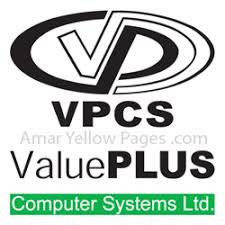 VPCS
Amar Yellow Pages .com
ValuePLUS
Computer Systems Ltd.